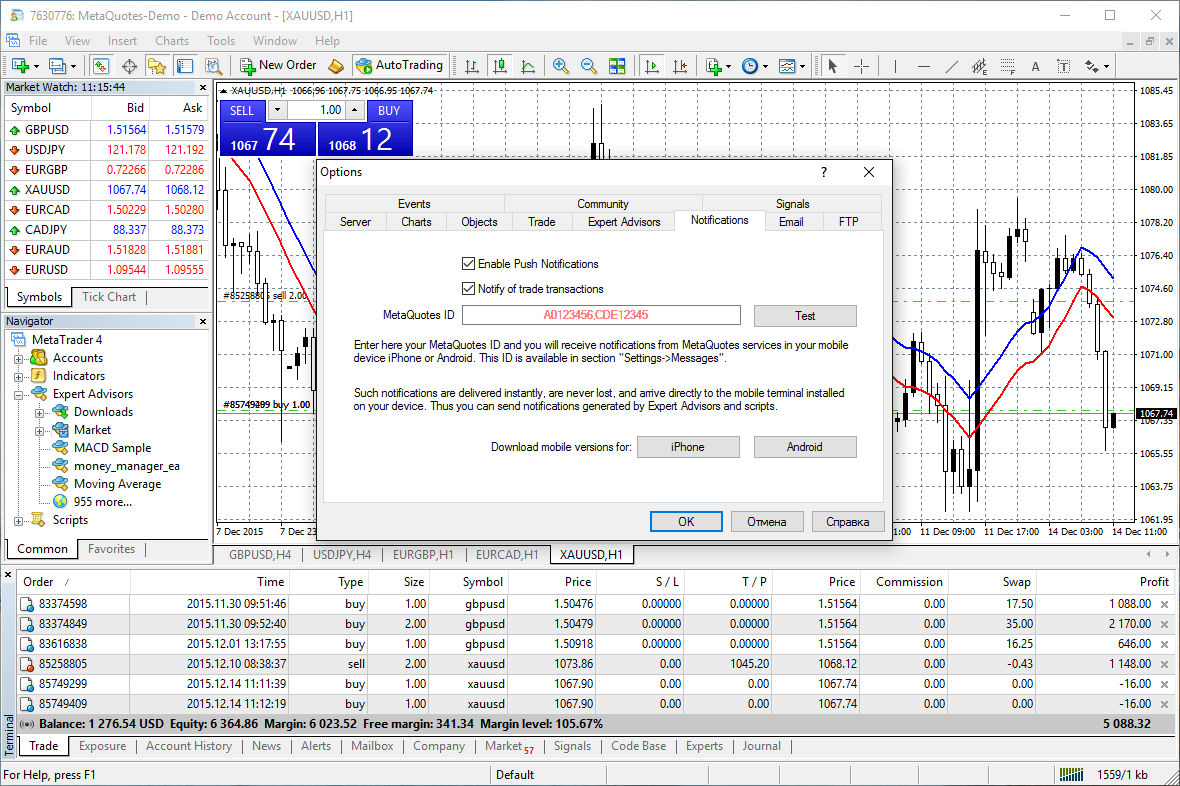 7630776: MetaQuotes-Demo - Demo Account - [XAUUSD,H1]
File View Insert Charts Tools Window Help
New Order AutoTrading
A T
Market Watch: 11:15:44
Symbol Bid Ask
GBPUSD 1.51564 1.51579
USDJPY 121.178 121.192
EURGBP 0.72266 0.72286
XAUUSD 1067.74 1068.12
EURCAD 1.50229 1.50280
CADJPY 88.337 88.373
EURAUD 1.51828 1.51881
EURUSD 1.09544 1.09555
Symbols Tick Chart
Navigator
MetaTrader 4
Accounts
Indicators
Expert Advisors
Downloads
Market
MACD Sample
money_manager_ea
Moving Average
955 more...
Scripts
Common Favorites
XAUUSD,H1 1066.96 1067.75 1066.95 1067.74
SELL 1.00 BUY
1067 74 1068 12
#85258805 sell 2.00
buy 1.00
1085.45
1083.65
1081.85
1080.00
1078.20
1076.40
1074.60
1072.80
1071.00
1069.15
1067.74
1067.35
1065.55
1063.75
1061.95
7 Dec 2015 7 Dec 23 1:00 11 Dec 09:00 11 Dec 17:00 14 Dec 03:00 14 Dec 11:00
Options ?
Events Community Signals
Server Charts Objects Trade Expert Advisors Notifications Email FTP
Enable Push Notifications
Notify of trade transactions
MetaQuotes ID A0123456,CDE12345 Test
Enter here your MetaQuotes ID and you will receive notifications from MetaQuotes services in your mobile
device iPhone or Android. This ID is available in section "Settings->Messages".
Such notifications are delivered instantly, are never lost, and arrive directly to the mobile terminal installed
on your device. Thus you can send notifications generated by Expert Advisors and scripts.
Download mobile versions for: iPhone Android
OK Отмена Справка
GBPUSD,H4 USDJPY,H4 EURGBP,H1 EURCAD,H1 XAUUSD,H1
Order / Time Type Size Symbol Price S / L T / P Price Commission Swap Profit
83374598 2015.11.30 09:51:46 buy 1.00 gbpusd 1.50476 0.00000 0.00000 1.51564 0.00 17.50 1 088.00
83374849 2015.11.30 09:52:40 buy 2.00 gbpusd 1.50479 0.00000 0.00000 1.51564 0.00 35.00 2 170.00
83616838 2015.12.01 13:17:55 buy 1.00 gbpusd 1.50918 0.00000 0.00000 1.51564 0.00 16.25 646.00
85258805 2015.12.10 08:38:37 sell 2.00 xauusd 1073.86 0.00 1045.20 1068.12 0.00 -0.43 1 148.00
85749299 2015.12.14 11:11:39 buy 1.00 xauusd 1067.90 0.00 0.00 1067.74 0.00 0.00 -16.00
85749409 2015.12.14 11:12:19 buy 1.00 xauusd 1067.90 0.00 0.00 1067.74 0.00 0.00 -16.00
Balance: 1 276.54 USD Equity: 6 364.86 Margin: 6 023.52 Free margin: 341.34 Margin level: 105.67% 5 088.32
Terminal
Trade Exposure Account History News Alerts Mailbox Company Market 57 Signals Code Base Experts Journal
For Help, press F1 Default 1559/1 kb